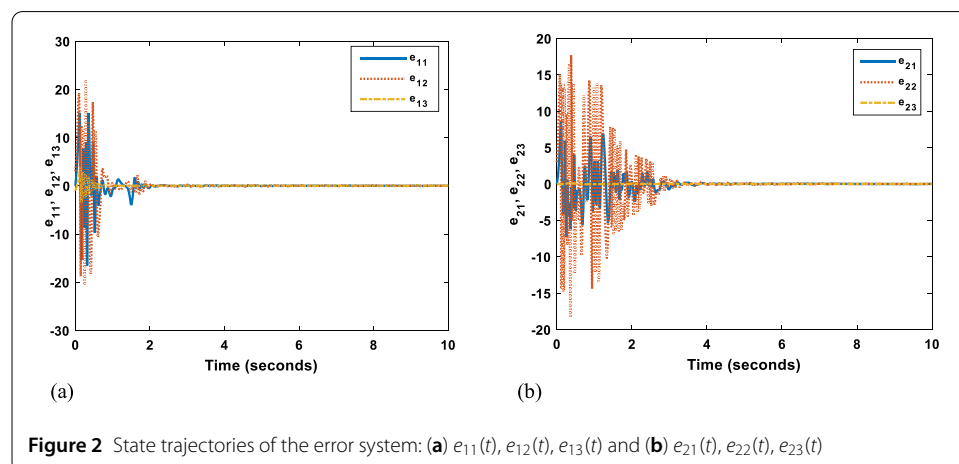 30
20
10
0
-10
-20
-30
e11, e12, e13
0 2 4 6 8 10
Time (seconds)
e11
e12
e13
(a)
20
15
10
5
0
-5
-10
-15
-20
e21, e22, e23
0 2 4 6 8 10
Time (seconds)
e21
e22
e23
(b)
Figure 2 State trajectories of the error system: (a) e11(t), e12(t), e13(t) and (b) e21(t), e22(t), e23(t)